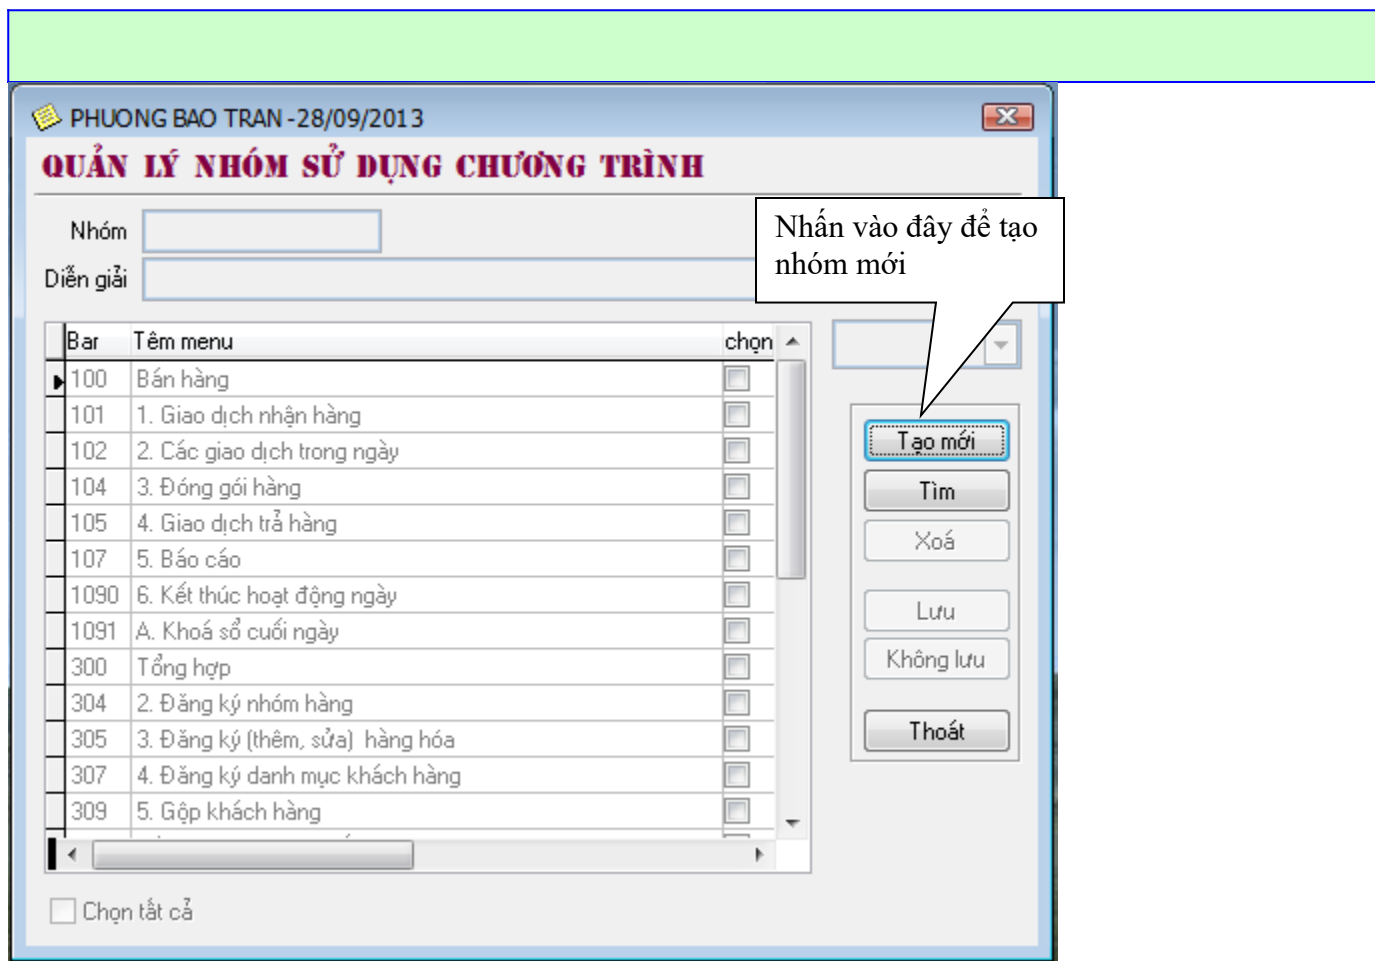 PHUONG BAO TRAN -28/09/2013
QUẢN LÝ NHÓM SỬ DỤNG CHƯƠNG TRÌNH
Nhóm
Diễn giải
Nhấn vào đây để tạo
nhóm mới
Bar Têm menu chọn
100 Bán hàng
101 1. Giao dịch nhận hàng
102 2. Các giao dịch trong ngày
104 3. Đóng gói hàng
105 4. Giao dịch trả hàng
107 5. Báo cáo
1090 6. Kết thúc hoạt động ngày
1091 A. Khoá sổ cuối ngày
300 Tổng hợp
304 2. Đăng ký nhóm hàng
305 3. Đăng ký (thêm, sửa) hàng hóa
307 4. Đăng ký danh mục khách hàng
309 5. Gộp khách hàng
Tạo mới
Tìm
Xoá
Lưu
Không lưu
Thoát
Chọn tất cả